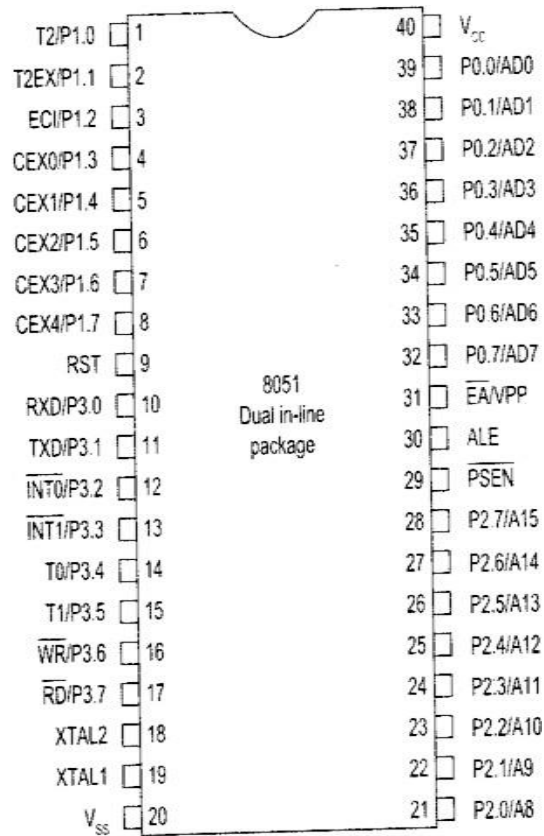 T2/P1.0 1
T2EX/P1.1 2
ECI/P1.2 3
CEX0/P1.3 4
CEX1/P1.4 5
CEX2/P1.5 6
CEX3/P1.6 7
CEX4/P1.7 8
RST 9
RXD/P3.0 10
TXD/P3.1 11
INT0/P3.2 12
INT1/P3.3 13
T0/P3.4 14
T1/P3.5 15
WR/P3.6 16
RD/P3.7 17
XTAL2 18
XTAL1 19
VSS 20
8051
Dual in-line
package
40 VCC
39 P0.0/AD0
38 P0.1/AD1
37 P0.2/AD2
36 P0.3/AD3
35 P0.4/AD4
34 P0.5/AD5
33 P0.6/AD6
32 P0.7/AD7
31 EA/VPP
30 ALE
29 PSEN
28 P2.7/A15
27 P2.6/A14
26 P2.5/A13
25 P2.4/A12
24 P2.3/A11
23 P2.2/A10
22 P2.1/A9
21 P2.0/A8